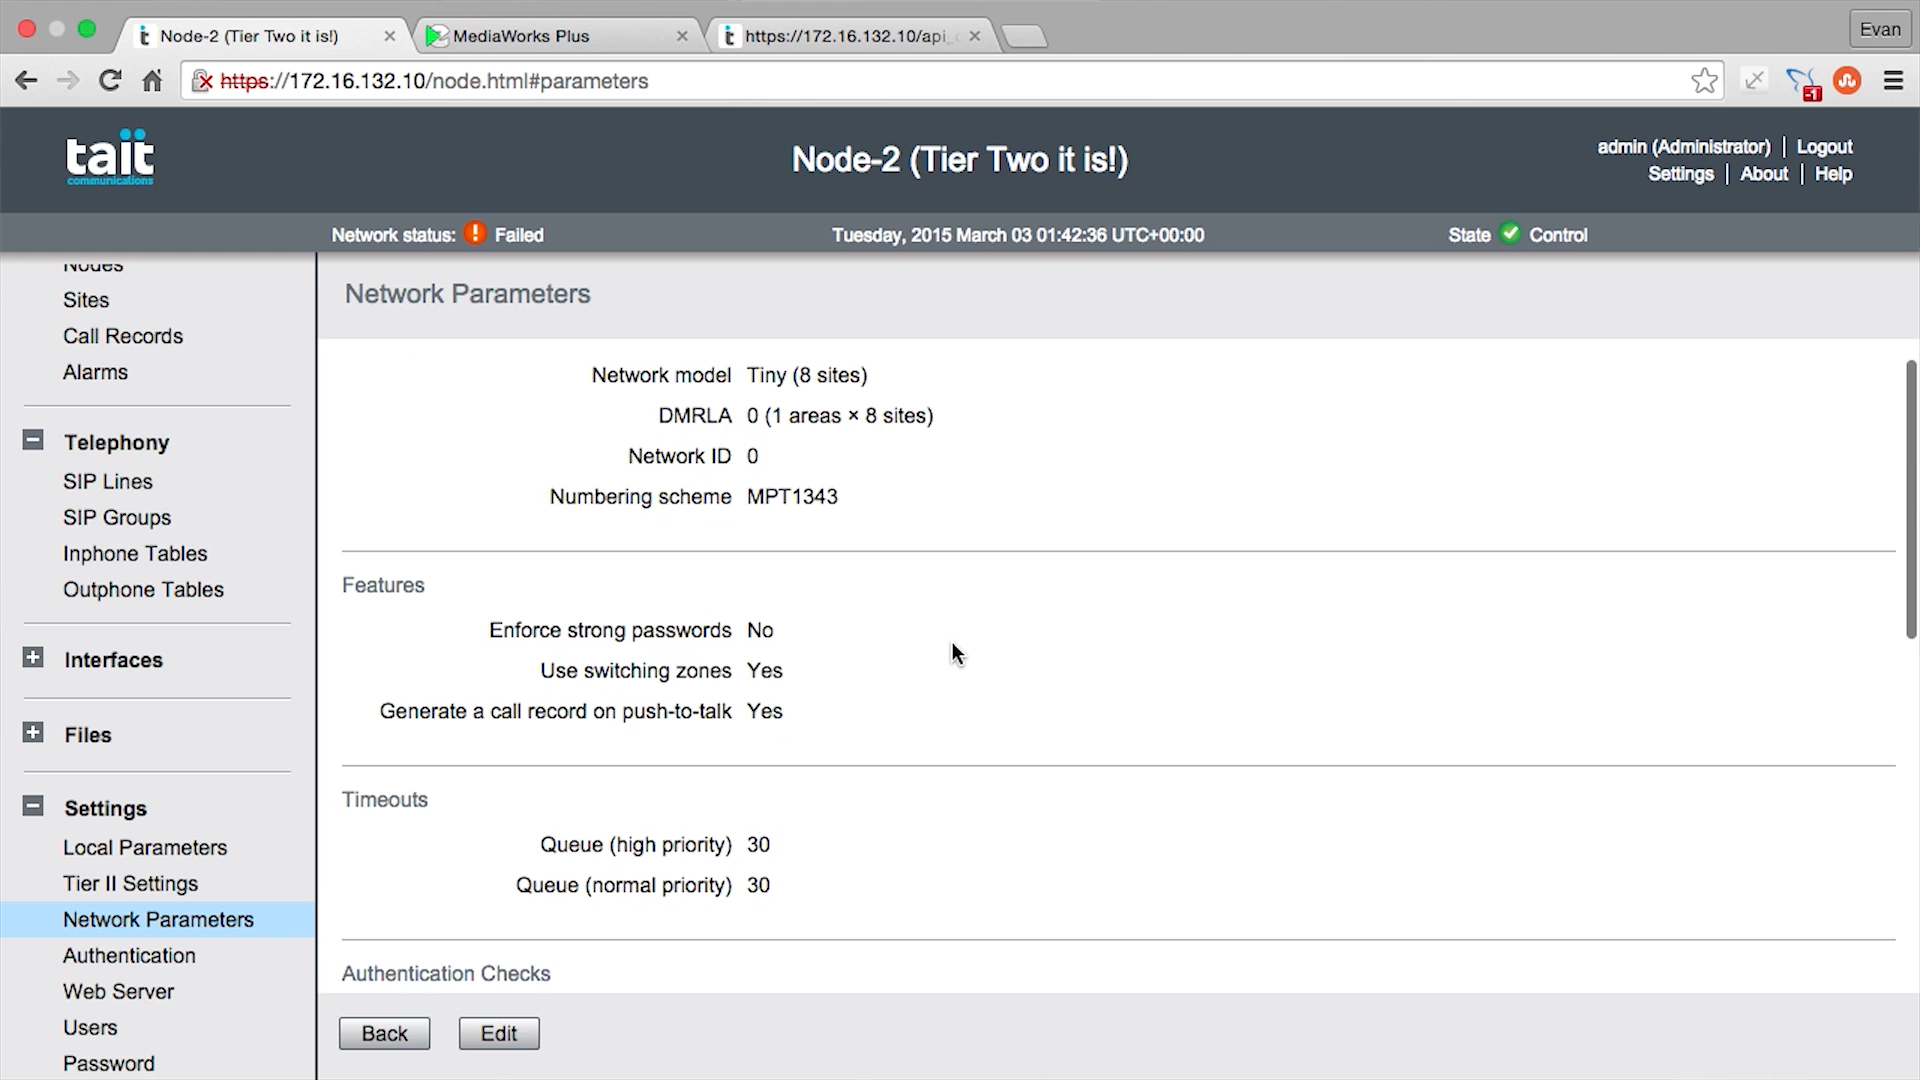 Node-2 (Tier Two it is!)
MediaWorks Plus
https://172.16.132.10/api_
Evan
https://172.16.132.10/node.html#parameters
-1
tait
communications
Node-2 (Tier Two it is!)
admin (Administrator) | Logout
Settings | About | Help
Network status: ! Failed
Tuesday, 2015 March 03 01:42:36 UTC+00:00
State Control
Nodes
Sites
Call Records
Alarms
Telephony
SIP Lines
SIP Groups
Inphone Tables
Outphone Tables
Interfaces
Files
Settings
Local Parameters
Tier II Settings
Network Parameters
Authentication
Web Server
Users
Password
Network Parameters
Network model Tiny (8 sites)
DMRLA 0 (1 areas × 8 sites)
Network ID 0
Numbering scheme MPT1343
Features
Enforce strong passwords No
Use switching zones Yes
Generate a call record on push-to-talk Yes
Timeouts
Queue (high priority) 30
Queue (normal priority) 30
Authentication Checks
Back
Edit